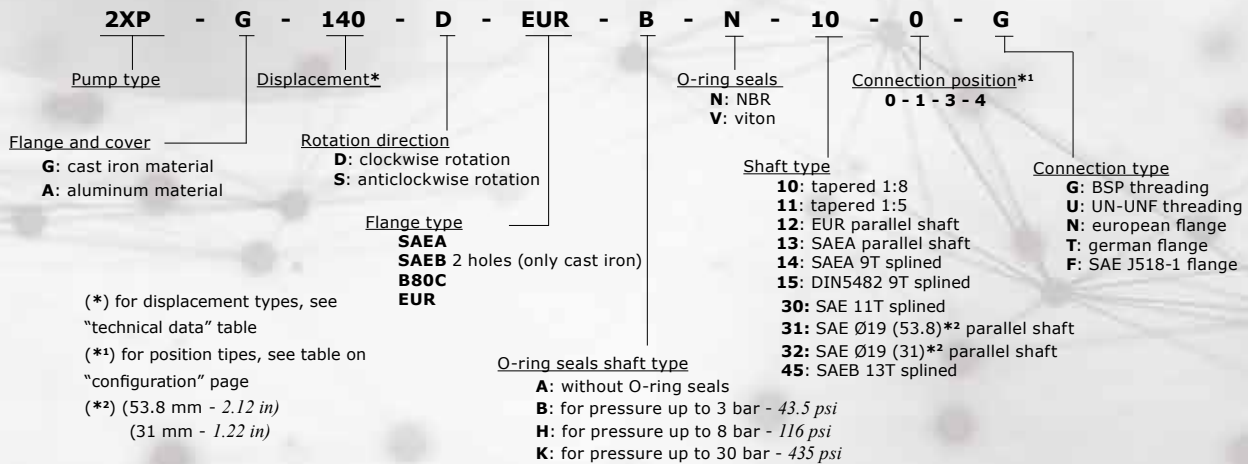 2XP - G - 140 - D - EUR - B - N - 10 - 0 - G
Pump type
Displacement*
O-ring seals
N: NBR
V: viton
Connection position*1
0 - 1 - 3 - 4
Flange and cover
G: cast iron material
A: aluminum material
Rotation direction
D: clockwise rotation
S: anticlockwise rotation
Shaft type
10: tapered 1:8
11: tapered 1:5
12: EUR parallel shaft
13: SAEA parallel shaft
14: SAEA 9T splined
15: DIN5482 9T splined
30: SAE 11T splined
31: SAE Ø19 (53.8)*2 parallel shaft
32: SAE Ø19 (31)*2 parallel shaft
45: SAEB 13T splined
Connection type
G: BSP threading
U: UN-UNF threading
N: european flange
T: german flange
F: SAE J518-1 flange
Flange type
SAEA
SAEB 2 holes (only cast iron)
B80C
EUR
(*) for displacement types, see
"technical data" table
(*1) for position tipes, see table on
"configuration" page
(*2) (53.8 mm - 2.12 in)
(31 mm - 1.22 in)
O-ring seals shaft type
A: without O-ring seals
B: for pressure up to 3 bar - 43.5 psi
H: for pressure up to 8 bar - 116 psi
K: for pressure up to 30 bar - 435 psi